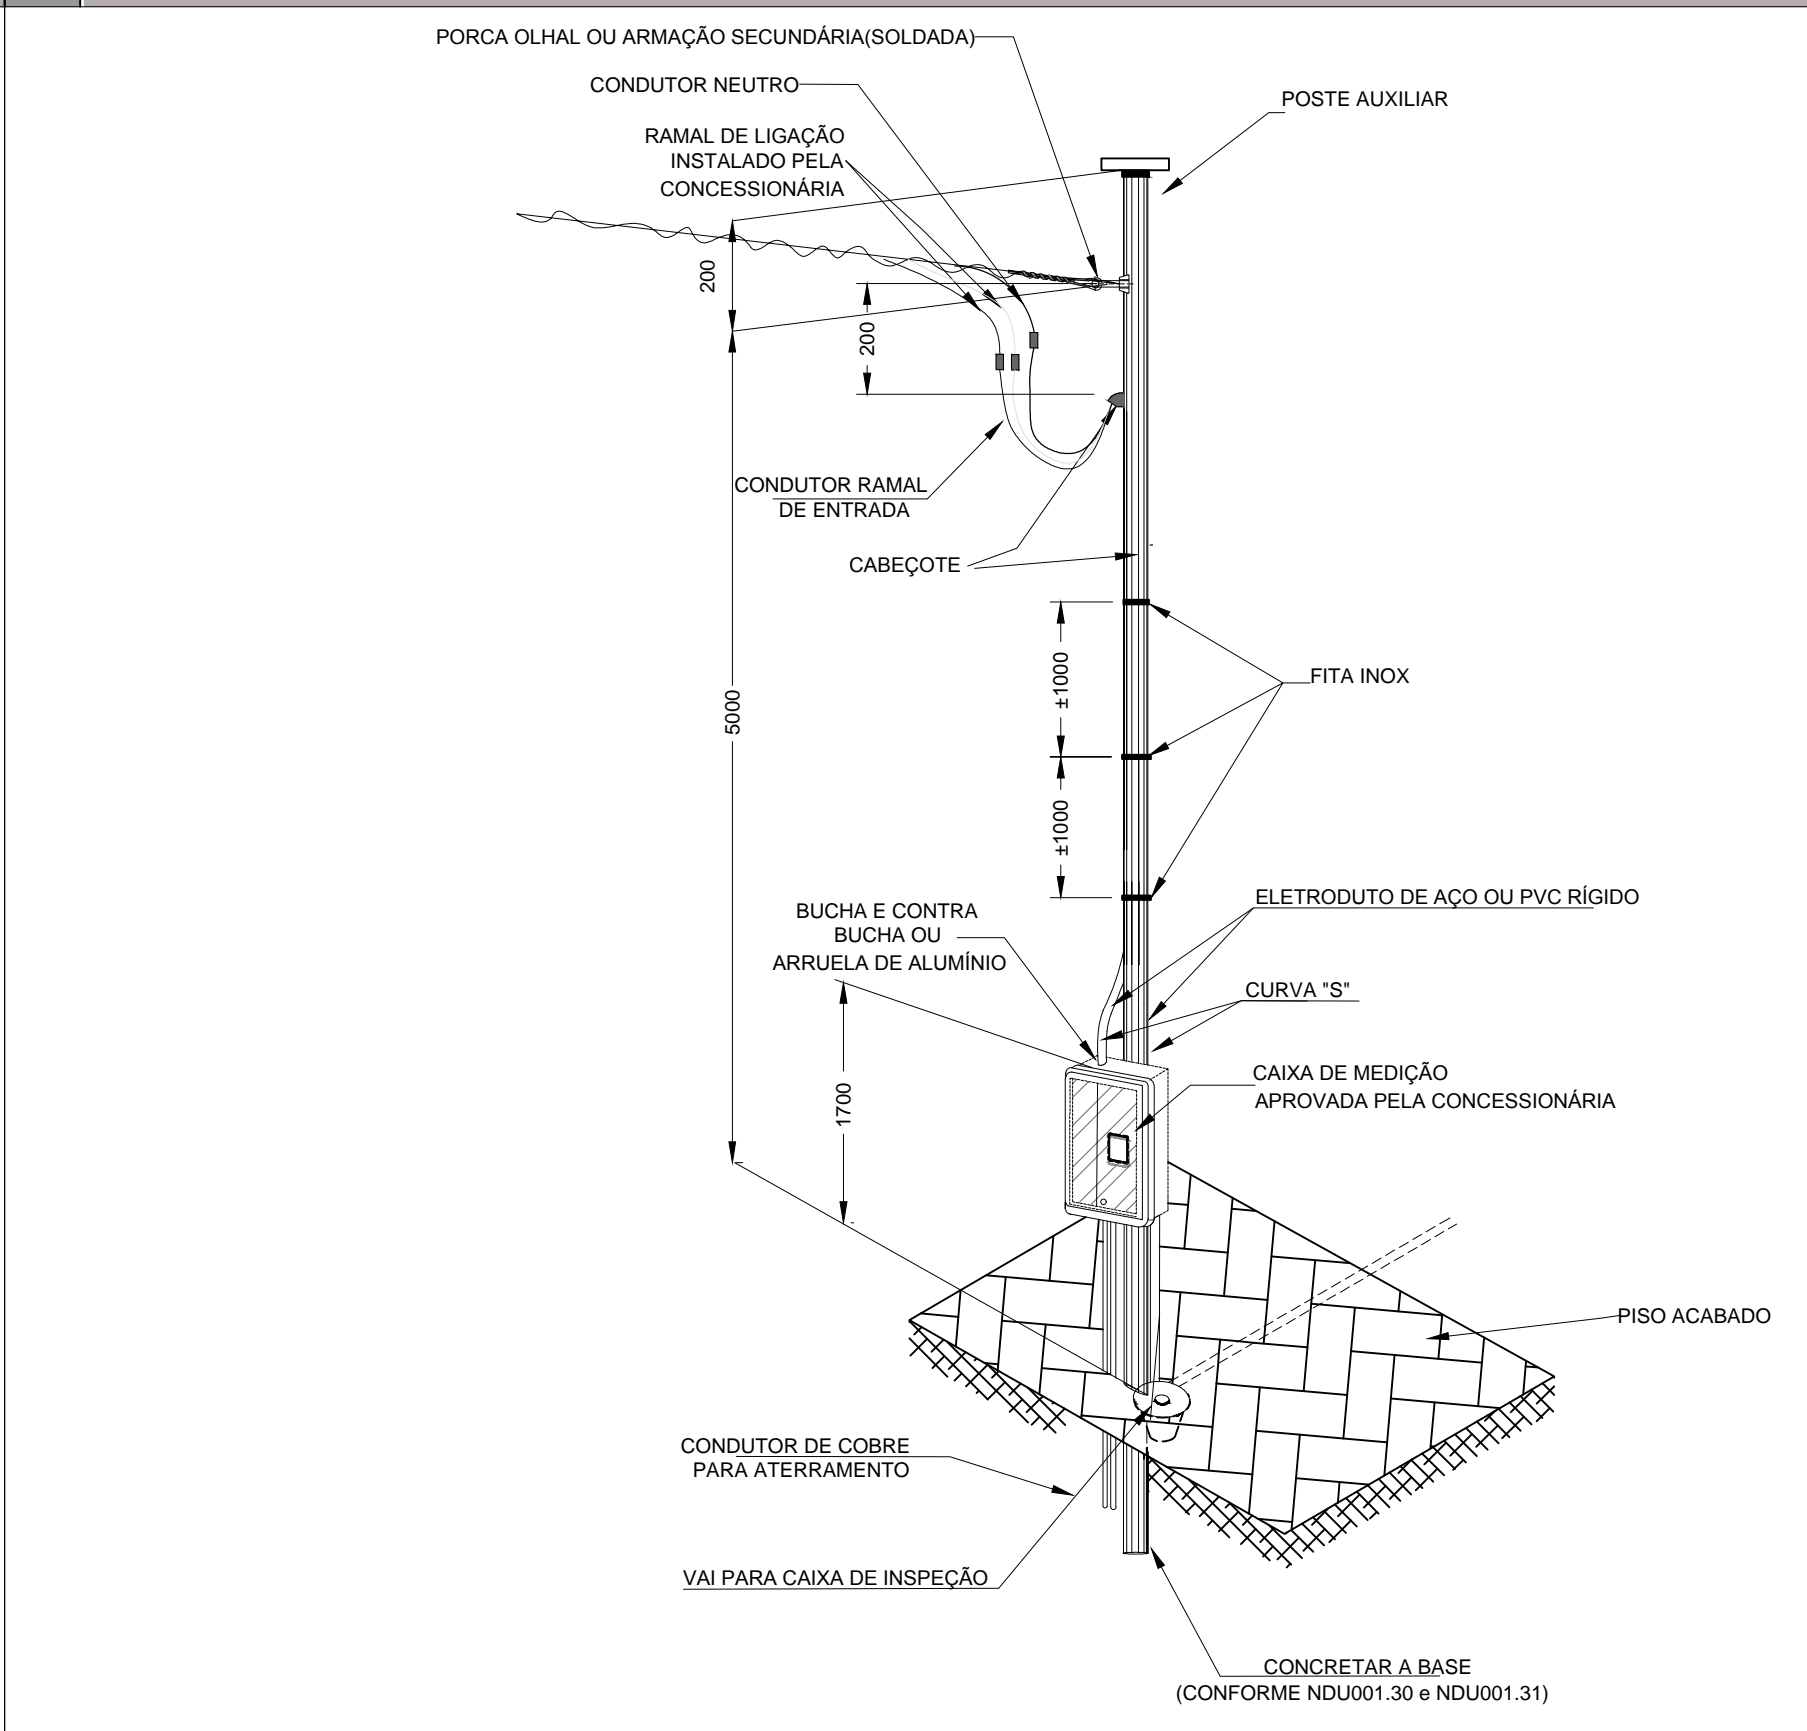 PORCA OLHAL OU ARMAÇÃO SECUNDÁRIA(SOLDADA)
CONDUTOR NEUTRO
POSTE AUXILIAR
RAMAL DE LIGAÇÃO
INSTALADO PELA
CONCESSIONÁRIA
200
200
CONDUTOR RAMAL
DE ENTRADA
CABEÇOTE
±1000
FITA INOX
5000
±1000
ELETRODUTO DE AÇO OU PVC RÍGIDO
BUCHA E CONTRA
BUCHA OU
ARRUELA DE ALUMÍNIO
CURVA "S"
CAIXA DE MEDIÇÃO
APROVADA PELA CONCESSIONÁRIA
1700
PISO ACABADO
CONDUTOR DE COBRE
PARA ATERRAMENTO
VAI PARA CAIXA DE INSPEÇÃO
CONCRETAR A BASE
(CONFORME NDU001.30 e NDU001.31)